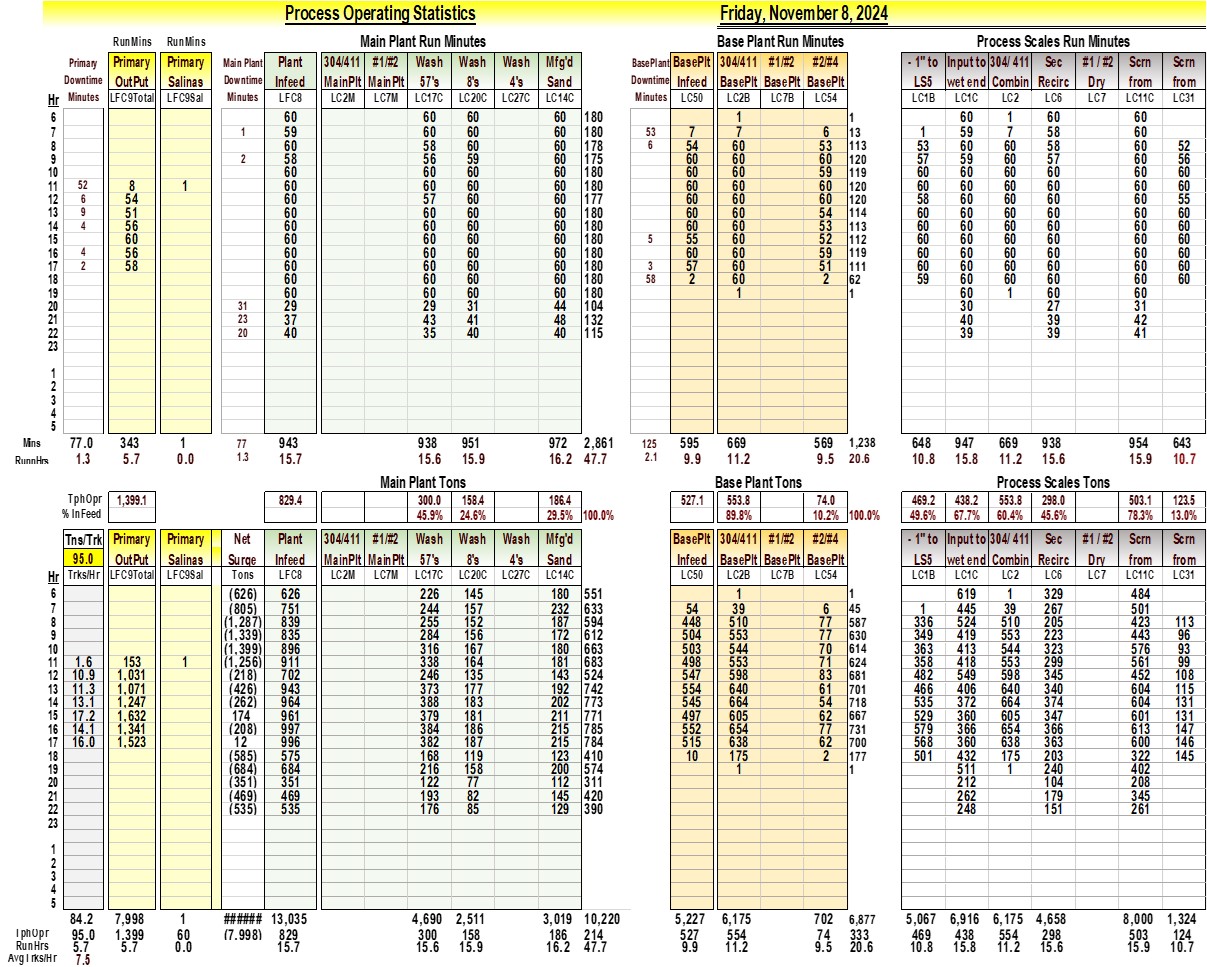 Process Operating Statistics Friday, November 8, 2024
RunMins RunMins Main Plant Run Minutes Base Plant Run Minutes Process Scales Run Minutes
Primary Primary Primary Main Plant Plant 304/411 #1/#2 Wash Wash Wash Mfg'd BasePlant BasePlt 304/411 #1/#2 #2/#4 - 1" to Input to 304/ 411 Sec #1 / #2 Scrn Scrn
Downtime OutPut Salinas Downtime Infeed MainPlt MainPlt 57's 8's 4's Sand Downtime Infeed BasePlt BasePlt BasePlt LS5 wet end Combin Recirc Dry from from
Hr Minutes LFC9Total LFC9Sal Minutes LFC8 LC2M LC7M LC17C LC20C LC27C LC14C Minutes LC50 LC2B LC7B LC54 LC1B LC1C LC2 LC6 LC7 LC11C LC31
6 60 60 60 60 180 1 1 60 1 60 60
7 1 59 60 60 60 180 53 7 7 6 13 1 59 7 58 60
8 60 58 60 60 178 6 54 60 53 113 53 60 60 58 60 52
9 2 58 56 59 60 175 60 60 60 120 57 59 60 57 60 56
10 60 60 60 60 180 60 60 59 119 60 60 60 60 60 60
11 52 8 1 60 60 60 60 180 60 60 60 120 60 60 60 60 60 60
12 6 54 60 57 60 60 177 60 60 60 120 58 60 60 60 60 55
13 9 51 60 60 60 60 180 60 60 54 114 60 60 60 60 60 60
14 4 56 60 60 60 60 180 60 60 53 113 60 60 60 60 60 60
15 60 60 60 60 60 180 5 55 60 52 112 60 60 60 60 60 60
16 4 56 60 60 60 60 180 60 60 59 119 60 60 60 60 60 60
17 2 58 60 60 60 60 180 3 57 60 51 111 60 60 60 60 60 60
18 60 60 60 60 180 58 2 60 2 62 59 60 60 60 60 60
19 60 60 60 60 180 1 1 60 1 60 60
20 31 29 29 31 44 104 30 27 31
21 23 37 43 41 48 132 40 39 42
22 20 40 35 40 40 115 39 39 41
23
1
2
3
4
5
Mins 77.0 343 1 77 943 938 951 972 2,861 125 595 669 569 1,238 648 947 669 938 954 643
RunnHrs 1.3 5.7 0.0 1.3 15.7 15.6 15.9 16.2 47.7 2.1 9.9 11.2 9.5 20.6 10.8 15.8 11.2 15.6 15.9 10.7
Main Plant Tons Base Plant Tons Process Scales Tons
TphOpr 1,399.1 829.4 300.0 158.4 186.4 527.1 553.8 74.0 469.2 438.2 553.8 298.0 503.1 123.5
% InFeed 45.9% 24.6% 29.5% 100.0% 89.8% 10.2% 100.0% 49.6% 67.7% 60.4% 45.6% 78.3% 13.0%
Tns/Trk Primary Primary Net Plant 304/411 #1/#2 Wash Wash Wash Mfg'd BasePlt 304/411 #1/#2 #2/#4 - 1" to Input to 304/ 411 Sec #1 / #2 Scrn Scrn
95.0 OutPut Salinas Surge Infeed MainPlt MainPlt 57's 8's 4's Sand Infeed BasePlt BasePlt BasePlt LS5 wet end Combin Recirc Dry from from
Hr Trks/Hr LFC9Total LFC9Sal Tons LFC8 LC2M LC7M LC17C LC20C LC27C LC14C LC50 LC2B LC7B LC54 LC1B LC1C LC2 LC6 LC7 LC11C LC31
6 (626) 626 226 145 180 551 1 1 619 1 329 484
7 (805) 751 244 157 232 633 54 39 6 45 1 445 39 267 501
8 (1,287) 839 255 152 187 594 448 510 77 587 336 524 510 205 423 113
9 (1,339) 835 284 156 172 612 504 553 77 630 349 419 553 223 443 96
10 (1,399) 896 316 167 180 663 503 544 70 614 363 413 544 323 576 93
11 1.6 153 1 (1,256) 911 338 164 181 683 498 553 71 624 358 418 553 299 561 99
12 10.9 1,031 (218) 702 246 135 143 524 547 598 83 681 482 549 598 345 452 108
13 11.3 1,071 (426) 943 373 177 192 742 554 640 61 701 466 406 640 340 604 115
14 13.1 1,247 (262) 964 388 183 202 773 545 664 54 718 535 372 664 374 604 131
15 17.2 1,632 174 961 379 181 211 771 497 605 62 667 529 360 605 347 601 131
16 14.1 1,341 (208) 997 384 186 215 785 552 654 77 731 579 366 654 366 613 147
17 16.0 1,523 12 996 382 187 215 784 515 638 62 700 568 360 638 363 600 146
18 (585) 575 168 119 123 410 10 175 2 177 501 432 175 203 322 145
19 (684) 684 216 158 200 574 1 1 511 1 240 402
20 (351) 351 122 77 112 311 212 104 208
21 (469) 469 193 82 145 420 262 179 345
22 (535) 535 176 85 129 390 248 151 261
23
1
2
3
4
5
84.2 7,998 1 ###### 13,035 4,690 2,511 3,019 10,220 5,227 6,175 702 6,877 5,067 6,916 6,175 4,658 8,000 1,324
TphOpr 95.0 1,399 60 (7,998) 829 300 158 186 214 527 554 74 333 469 438 554 298 503 124
RunHrs 5.7 5.7 0.0 15.7 15.6 15.9 16.2 47.7 9.9 11.2 9.5 20.6 10.8 15.8 11.2 15.6 15.9 10.7
AvgTrks/Hr 7.5